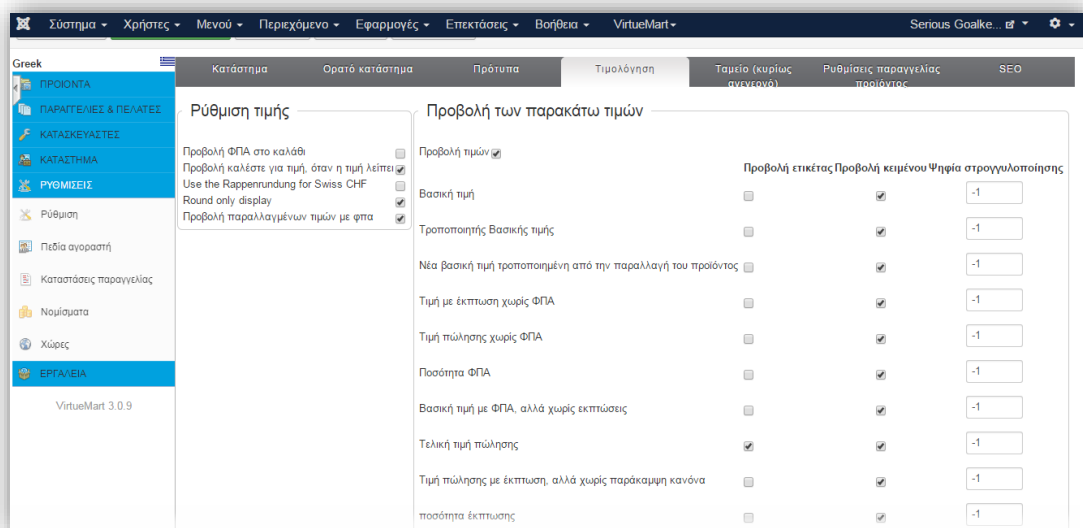 Σύστημα Χρήστες Μενού Περιεχόμενο Εφαρμογές Επεκτάσεις Βοήθεια VirtueMart Serious Goalke...
Greek
ΠΡΟΙΟΝΤΑ
ΠΑΡΑΓΓΕΛΙΕΣ & ΠΕΛΑΤΕΣ
ΚΑΤΑΣΚΕΥΑΣΤΕΣ
ΚΑΤΑΣΤΗΜΑ
ΡΥΘΜΙΣΕΙΣ
Ρύθμιση
Πεδία αγοραστή
Καταστάσεις παραγγελίας
Νομίσματα
Χώρες
ΕΡΓΑΛΕΙΑ
VirtueMart 3.0.9
Κατάστημα Ορατό κατάστημα Πρότυπα Τιμολόγηση Ταμείο (κυρίως Ρυθμίσεις παραγγελίας SEO
προϊόντος
Ρύθμιση τιμής
Προβολή ΦΠΑ στο καλάθι
Προβολή καλέστε για τιμή, όταν η τιμή λείπει
Use the Rappenrundung for Swiss CHF
Round only display
Προβολή παραλλαγμένων τιμών με φπα
Προβολή των παρακάτω τιμών
Προβολή τιμών
Προβολή ετικέτας Προβολή κειμένου Ψηφία στρογγυλοποίησης
Βασική τιμή -1
Τροποποιητής Βασικής τιμής -1
Νέα βασική τιμή τροποποιημένη από την παραλλαγή του προϊόντος -1
Τιμή με έκπτωση χωρίς ΦΠΑ -1
Τιμή πώλησης χωρίς ΦΠΑ -1
Ποσότητα ΦΠΑ -1
Βασική τιμή με ΦΠΑ, αλλά χωρίς εκπτώσεις -1
Τελική τιμή πώλησης -1
Τιμή πώλησης με έκπτωση, αλλά χωρίς παράκαμψη κανόνα -1
ποσότητα έκπτωσης -1